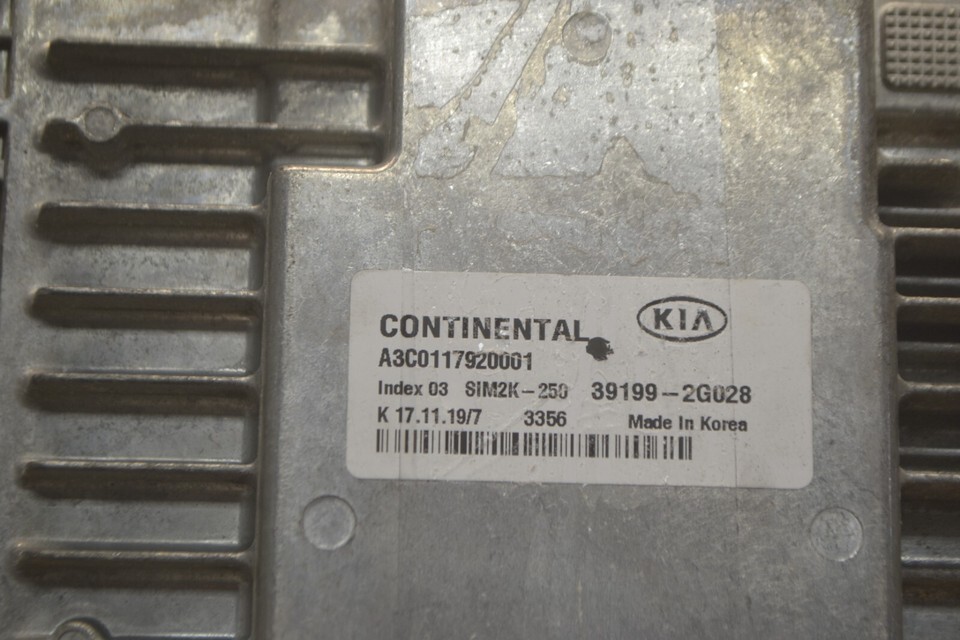 CONTINENTAL
KIA
A3C0117920001
Index 03 SIM2K-250 39199-2G028
K 17.11.19/7 3356 Made In Korea